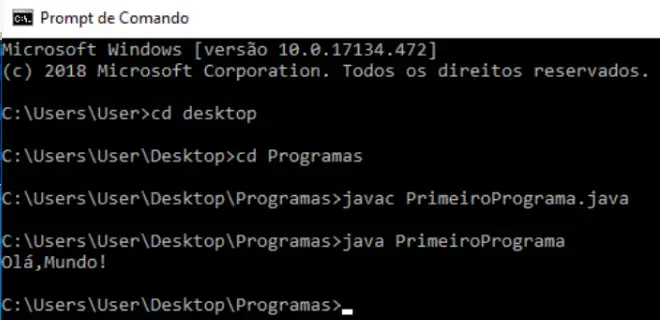 Prompt de Comando
Microsoft Windows [versão 10.0.17134.472]
(c) 2018 Microsoft Corporation. Todos os direitos reservados.
C:\Users\User>cd desktop
C:\Users\User\Desktop>cd Programas
C:\Users\User\Desktop\Programas>javac PrimeiroPrograma.java
C:\Users\User\Desktop\Programas>java PrimeiroPrograma
Olá,Mundo!
C:\Users\User\Desktop\Programas>